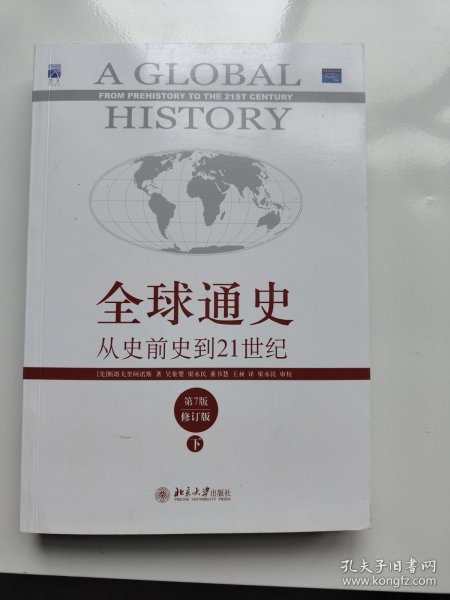 A GLOBAL
FROM PREHISTORY TO THE 21ST CENTURY
HISTORY
全球通史
从史前史到21世纪
[美]斯塔夫里阿诺斯 著 吴象婴 梁赤民 董书慧 王昶 译 梁赤民 审校
第7版
修订版
下
北京大学出版社
孔夫子旧书网
www.kongfz.com